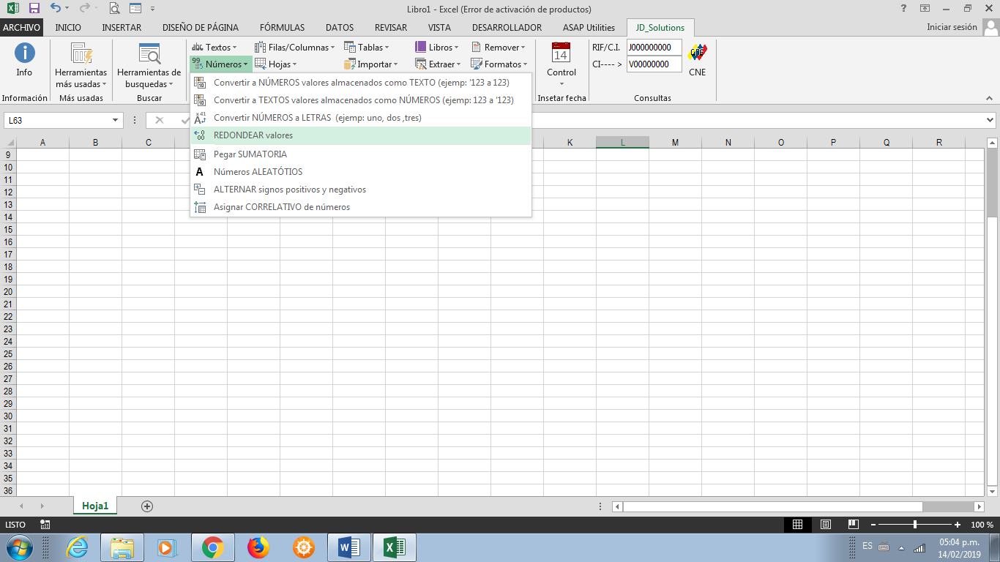 Libro1 - Excel (Error de activación de productos)
ARCHIVO INICIO INSERTAR DISEÑO DE PÁGINA FÓRMULAS DATOS REVISAR VISTA DESARROLLADOR ASAP Utilities JD_Solutions Iniciar sesión
Textos Filas/Columnas Tablas Libros Remover RIF/C.I. J000000000
Números Hojas Importar Extraer Formatos CI---- > V00000000
Info Herramientas más usadas Herramientas de busquedas 14 Control CNE
Información Más usadas Buscar Insetar fecha Consultas
Convertir a NÚMEROS valores almacenados como TEXTO (ejemp: '123 a 123)
Convertir a TEXTOS valores almacenados como NÚMEROS (ejemp: 123 a '123)
Convertir NÚMEROS a LETRAS (ejemp: uno, dos ,tres)
REDONDEAR valores
Pegar SUMATORIA
Números ALEATÓTIOS
ALTERNAR signos positivos y negativos
Asignar CORRELATIVO de números
L63
A B C K L M N O P Q R
9
10
11
12
13
14
15
16
17
18
19
20
21
22
23
24
25
26
27
28
29
30
31
32
33
34
35
36
Hoja1
LISTO 100 %
ES 05:04 p.m.
14/02/2019